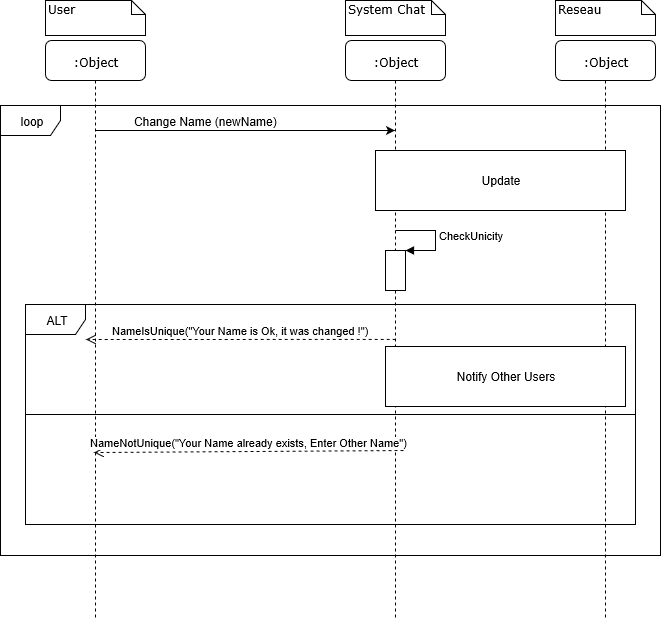 User
System Chat
Reseau
:Object
:Object
:Object
loop
Change Name (newName)
Update
CheckUnicity
ALT
NameIsUnique("Your Name is Ok, it was changed !")
Notify Other Users
NameNotUnique("Your Name already exists, Enter Other Name")